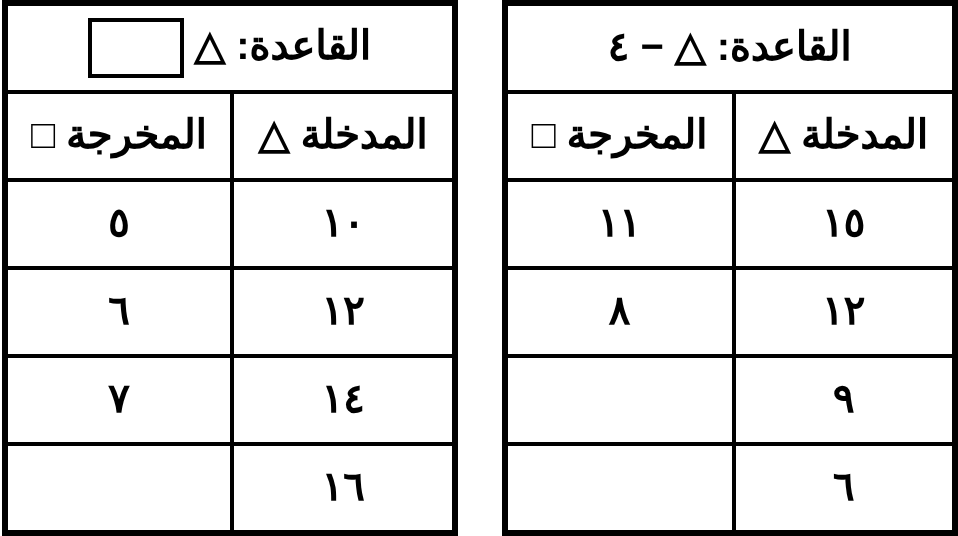 القاعدة: △ − ٤
المدخلة △ المخرجة □
١٥ ١١
١٢ ٨
٩
٦
القاعدة: △
المدخلة △ المخرجة □
١٠ ٥
١٢ ٦
١٤ ٧
١٦